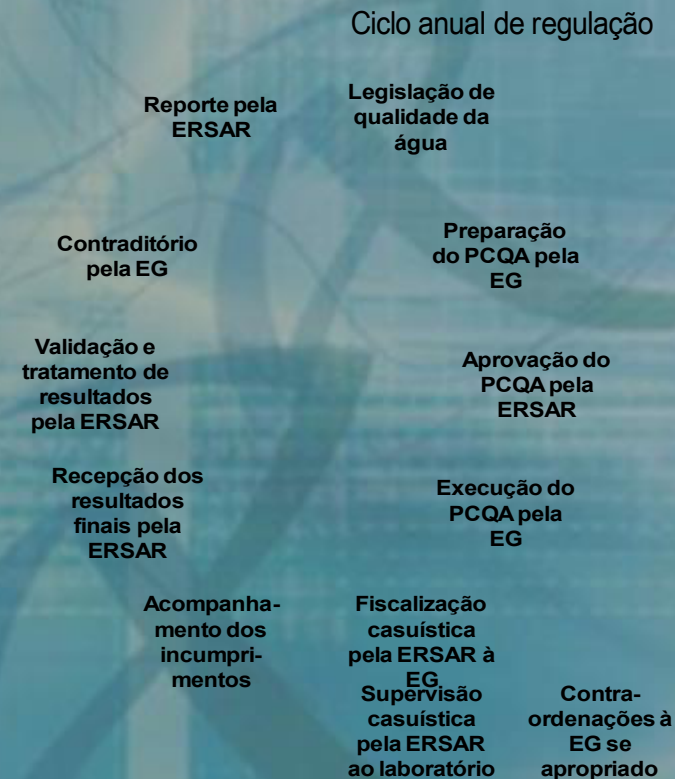 Ciclo anual de regulação
Legislação de
qualidade da
água
Preparação
do PCQA pela
EG
Aprovação do
PCQA pela
ERSAR
Execução do
PCQA pela
EG
Fiscalização
casuística
pela ERSAR à
EG
Supervisão
casuística
pela ERSAR
ao laboratório
Contra-
ordenações à
EG se
apropriado
Acompanha-
mento dos
incumpri-
mentos
Recepção dos
resultados
finais pela
ERSAR
Validação e
tratamento de
resultados
pela ERSAR
Contraditório
pela EG
Reporte pela
ERSAR